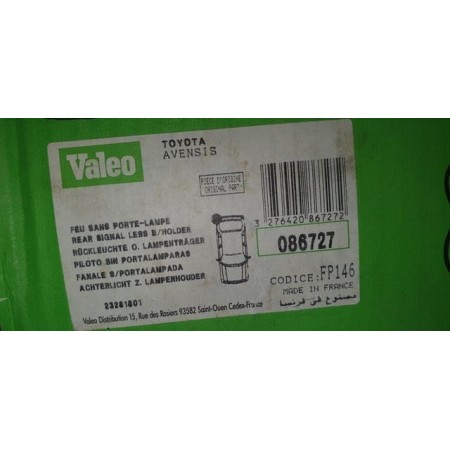 Valeo
TOYOTA
AVENSIS
PIECE D'ORIGINE
ORIGINAL PART
3 276420 867272
086727
FEU SANS PORTE-LAMPE
REAR SIGNAL LESS B/HOLDER
RÜCKLEUCHTE O. LAMPENTRÄGER
PILOTO SIN PORTALAMPARAS
FANALE S/PORTALAMPADA
ACHTERLICHT Z. LAMPENHOUDER
CODICE:FP146
MADE IN FRANCE
مصنوع في فرنسا
23281801
Valeo Distribution 15, Rue des Rosiers 93582 Saint-Ouen Cedex-France